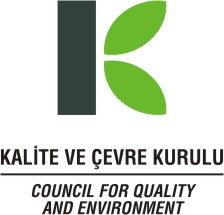 KALİTE VE ÇEVRE KURULU
COUNCIL FOR QUALITY
AND ENVIRONMENT